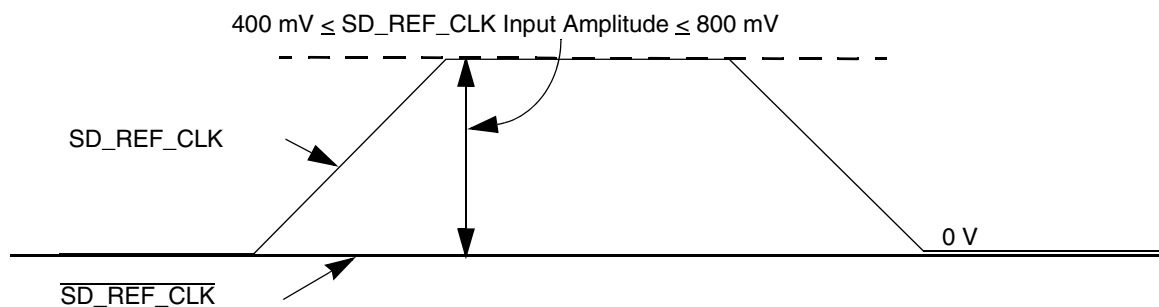 400 mV ≤ SD_REF_CLK Input Amplitude ≤ 800 mV
SD_REF_CLK
0 V
SD_REF_CLK